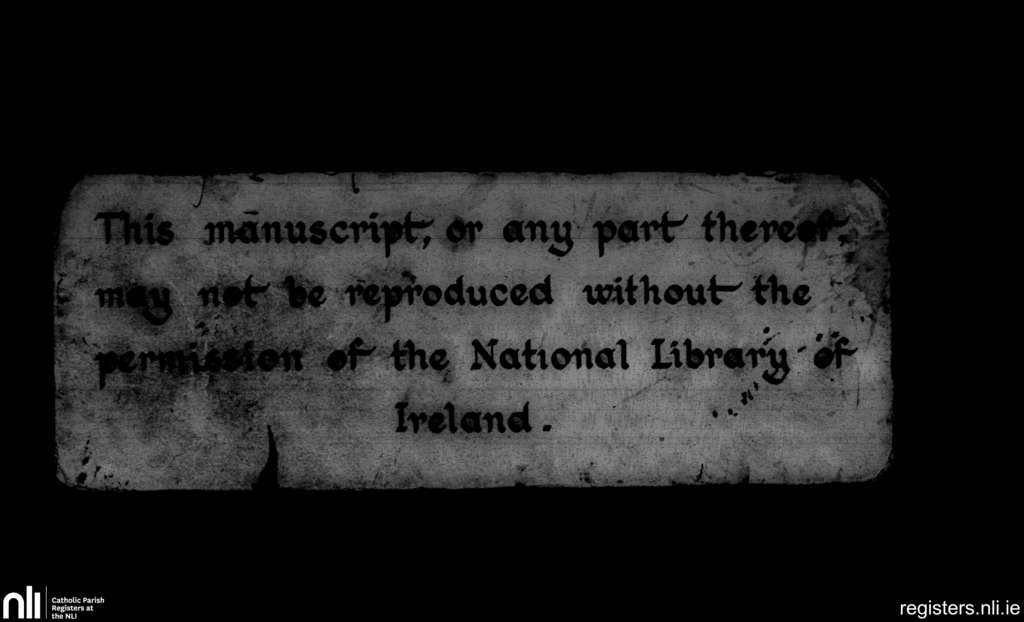 This manuscript, or any part thereof,
may not be reproduced without the
permission of the National Library of
Ireland.
nli
Catholic Parish
Registers at
the NLI
registers.nli.ie